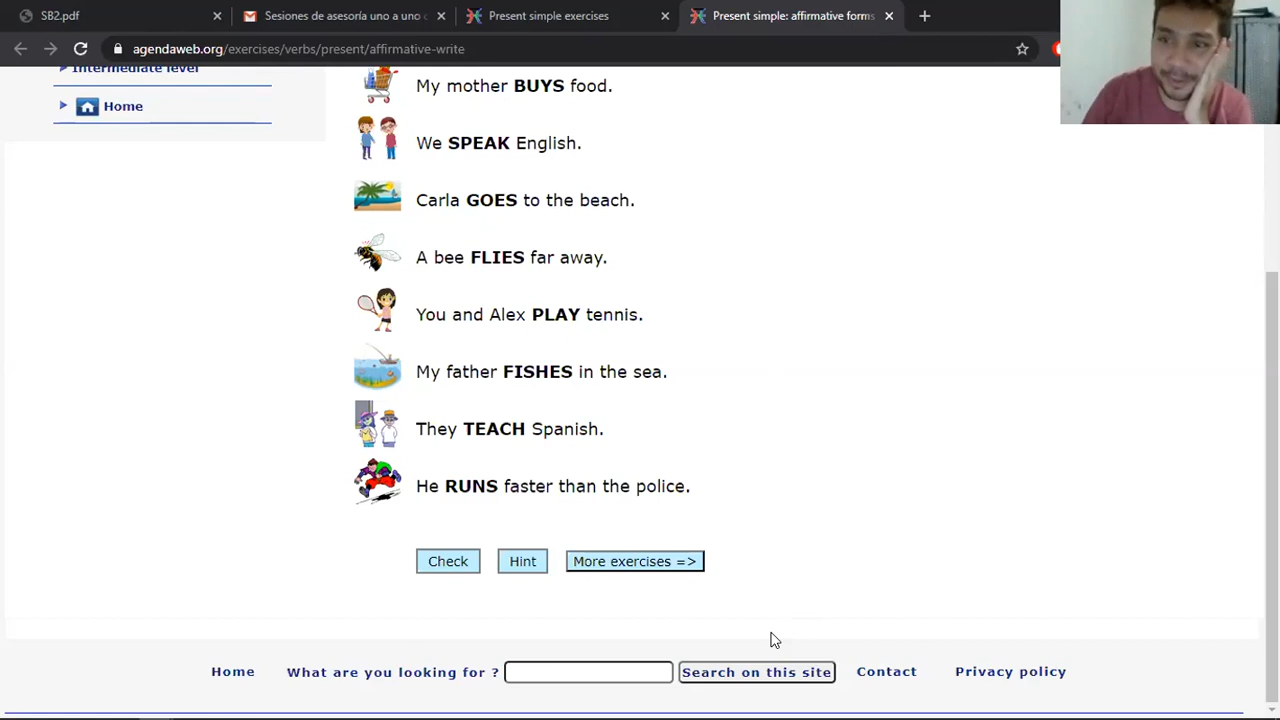 SB2.pdf
Sesiones de asesoría uno a uno c
Present simple exercises
Present simple: affirmative forms
agendaweb.org/exercises/verbs/present/affirmative-write
Intermediate level
Home
My mother BUYS food.
We SPEAK English.
Carla GOES to the beach.
A bee FLIES far away.
You and Alex PLAY tennis.
My father FISHES in the sea.
They TEACH Spanish.
He RUNS faster than the police.
Check Hint More exercises =>
Home What are you looking for ? Search on this site Contact Privacy policy